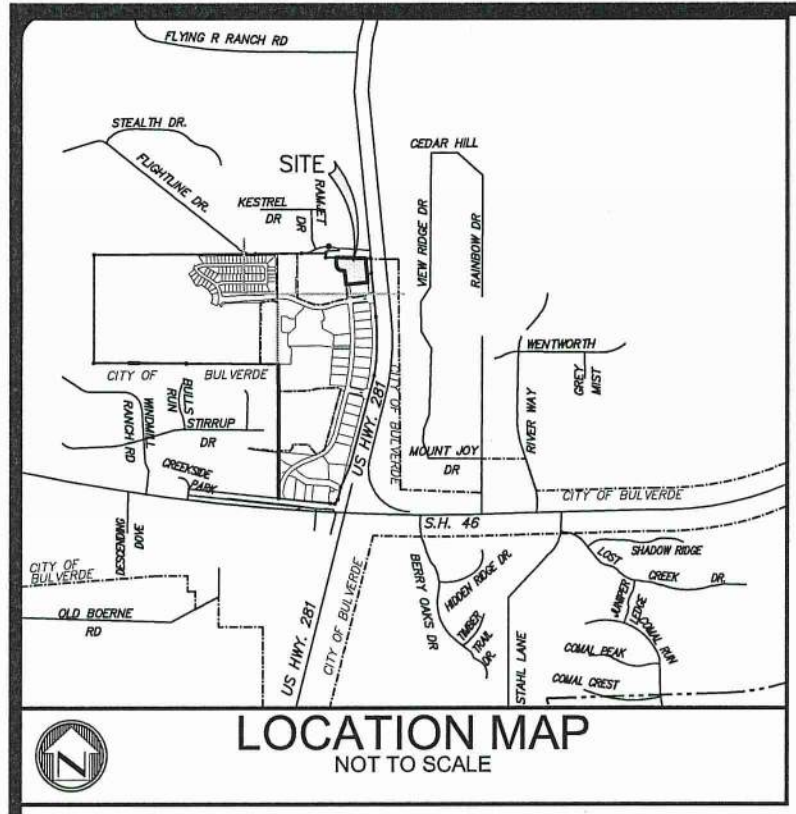 FLYING R RANCH RD
STEALTH DR.
FLIGHTLINE DR.
SITE
KESTREL
DR
RAMJET
DR
CEDAR HILL
VIEW RIDGE DR
RAINBOW DR
WENTWORTH
GREY
MIST
RIVER WAY
CITY OF BULVERDE
BULLS
RUN
WINDMILL
RANCH RD
STIRRUP
DR
CREEKSIDE
PARK
US HWY. 281
CITY OF BULVERDE
MOUNT JOY
DR
CITY OF BULVERDE
S.H. 46
DESCENDING
DOVE
CITY OF
BULVERDE
OLD BOERNE
RD
US HWY. 281
CITY OF BULVERDE
BERRY OAKS DR
HIDDEN RIDGE DR.
TIMBER
TRAIL
DR.
STAHL LANE
SHADOW RIDGE
LOST
CREEK DR.
JUNIPER
LEDGE
COMAL RUN
COMAL PEAK
COMAL CREST
N
LOCATION MAP
NOT TO SCALE